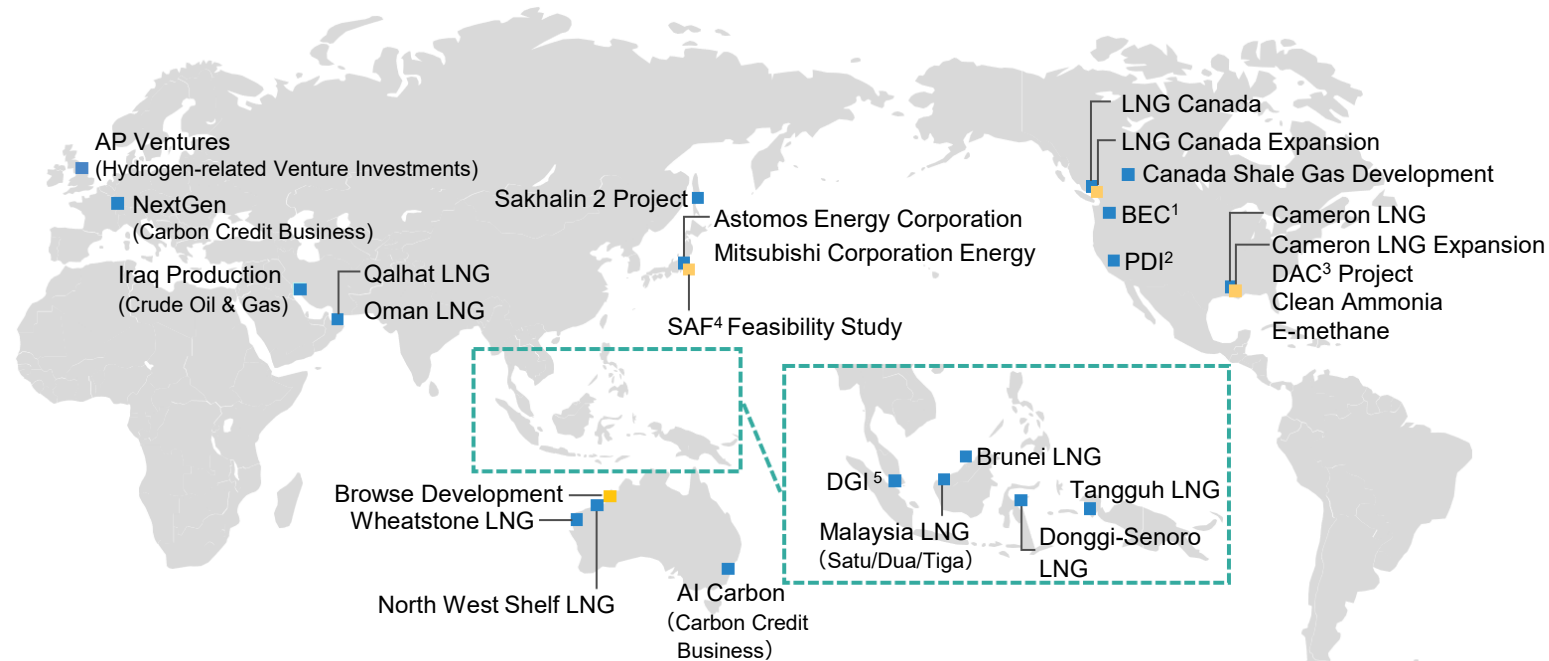 AP Ventures
(Hydrogen-related Venture Investments)
NextGen
(Carbon Credit Business)
Iraq Production
(Crude Oil & Gas)
Qalhat LNG
Oman LNG
Sakhalin 2 Project
Astomos Energy Corporation
Mitsubishi Corporation Energy
SAF⁴ Feasibility Study
LNG Canada
LNG Canada Expansion
Canada Shale Gas Development
BEC¹
PDI²
Cameron LNG
Cameron LNG Expansion
DAC³ Project
Clean Ammonia
E-methane
Browse Development
Wheatstone LNG
North West Shelf LNG
AI Carbon
（Carbon Credit
Business）
Brunei LNG
DGI ⁵
Malaysia LNG
（Satu/Dua/Tiga）
Tangguh LNG
Donggi-Senoro
LNG